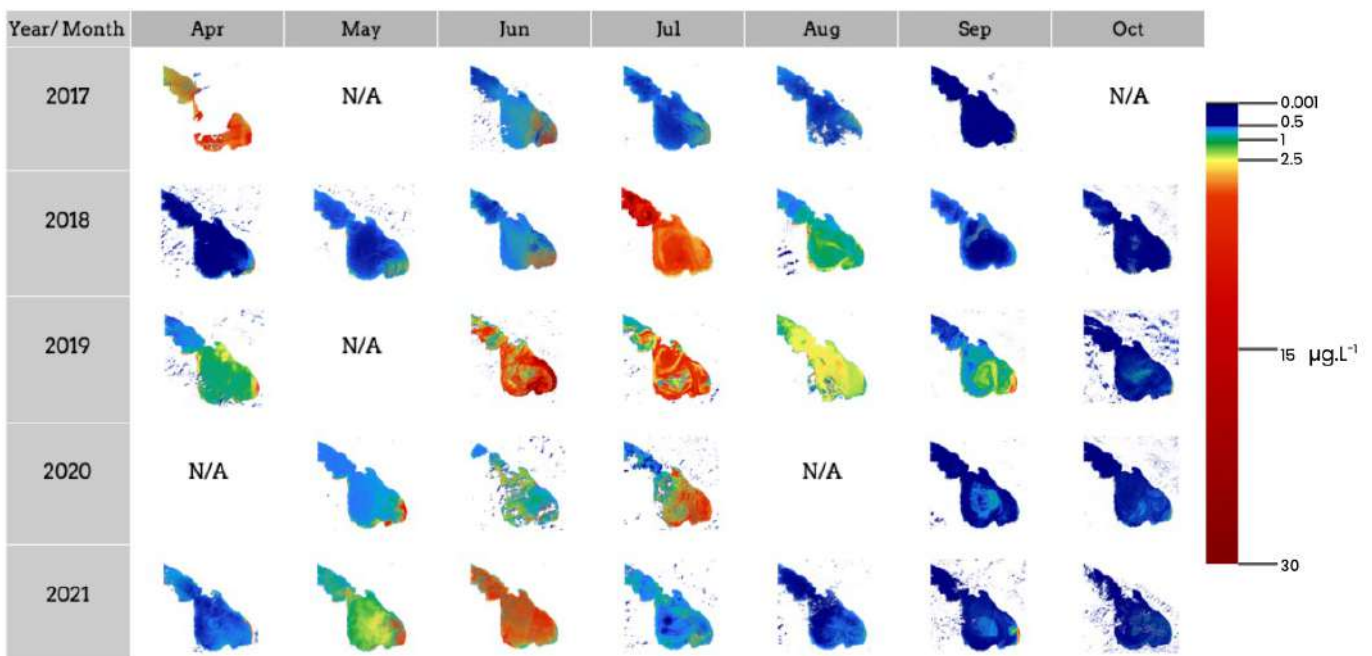 Year/ Month Apr May Jun Jul Aug Sep Oct
2017 N/A N/A
2018
2019 N/A
2020 N/A N/A
2021
0.001
0.5
1
2.5
15 µg.L⁻¹
30